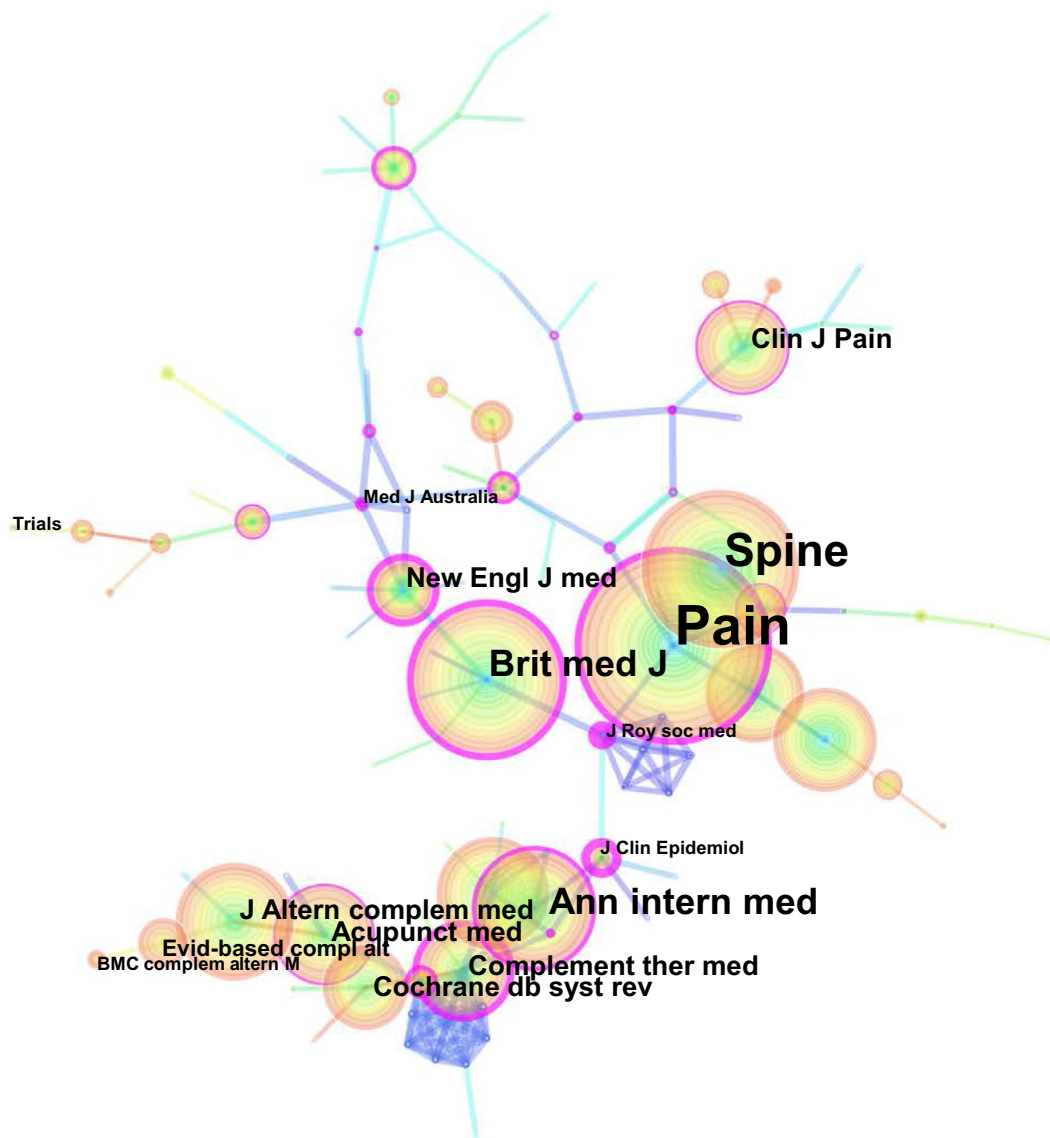 Clin J Pain
Med J Australia
Trials
Spine
New Engl J med
Pain
Brit med J
J Roy soc med
J Clin Epidemiol
Ann intern med
J Altern complem med
Acupunct med
Evid-based compl alt
BMC complem altern M
Complement ther med
Cochrane db syst rev